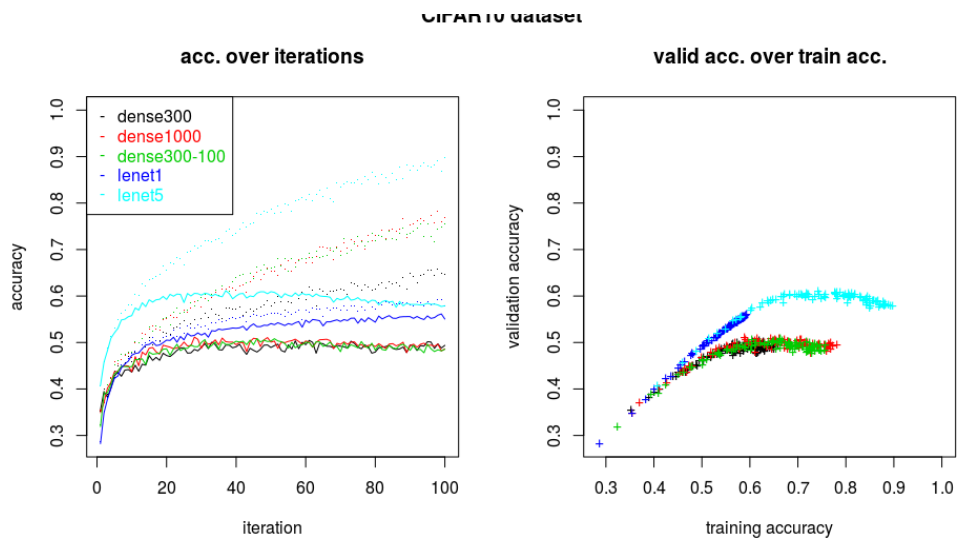 CIFAR10 dataset
acc. over iterations
valid acc. over train acc.
dense300
dense1000
dense300-100
lenet1
lenet5
accuracy
0.3 0.4 0.5 0.6 0.7 0.8 0.9 1.0
0 20 40 60 80 100
iteration
validation accuracy
0.3 0.4 0.5 0.6 0.7 0.8 0.9 1.0
0.3 0.4 0.5 0.6 0.7 0.8 0.9 1.0
training accuracy